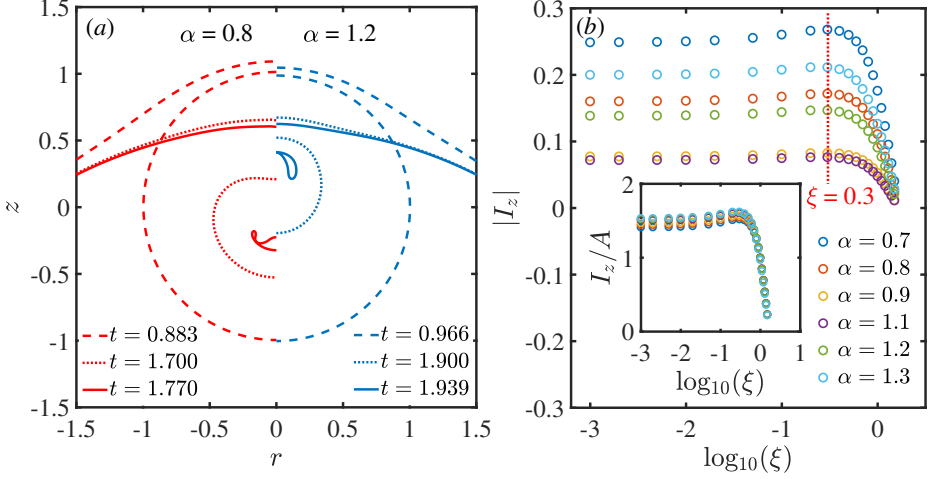 (a) α = 0.8 α = 1.2
z
1.5
1
0.5
0
-0.5
-1
-1.5
t = 0.883 t = 0.966
t = 1.700 t = 1.900
t = 1.770 t = 1.939
-1.5 -1 -0.5 0 0.5 1 1.5
r
(b)
|I_z|
0.3
0.2
0.1
0
-0.1
-0.2
-0.3
ξ = 0.3
α = 0.7
α = 0.8
α = 0.9
α = 1.1
α = 1.2
α = 1.3
I_z/A
2
1
0
-3 -2 -1 0 1
log₁₀(ξ)
-3 -2 -1 0
log₁₀(ξ)